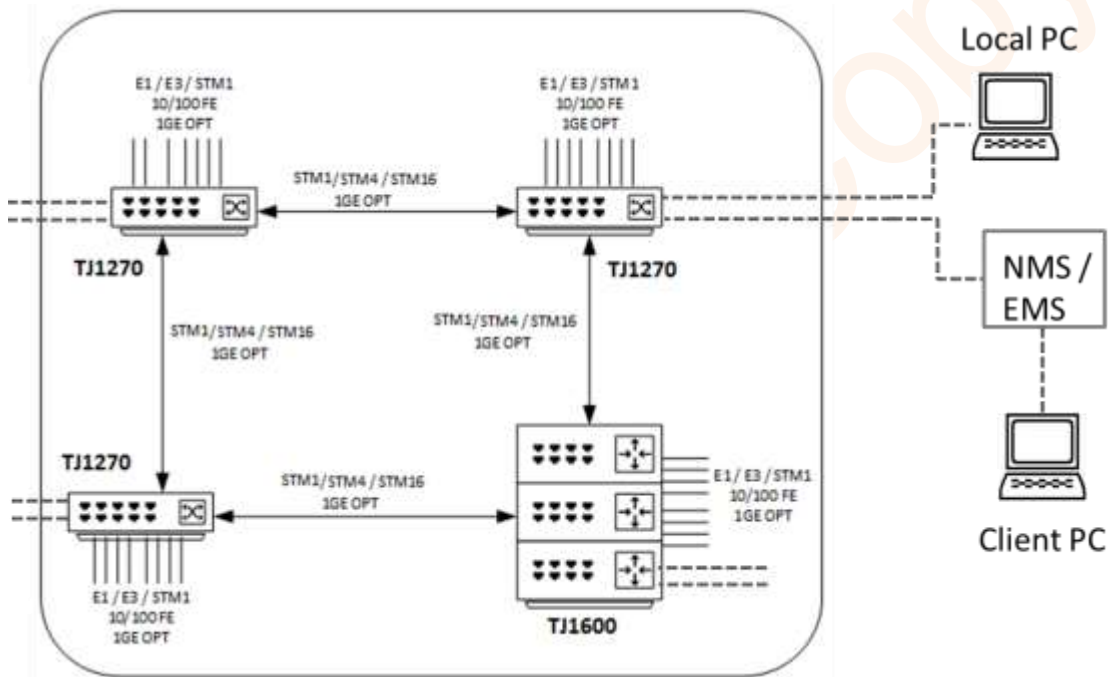 Local PC
E1 / E3 / STM1
10/100 FE
1GE OPT
E1 / E3 / STM1
10/100 FE
1GE OPT
STM1/STM4 / STM16
1GE OPT
TJ1270
TJ1270
NMS /
EMS
STM1/STM4 / STM16
1GE OPT
STM1/STM4 / STM16
1GE OPT
TJ1270
STM1/STM4 / STM16
1GE OPT
E1/ E3 / STM1
10/100 FE
1GE OPT
Client PC
E1 / E3 / STM1
10/100 FE
1GE OPT
TJ1600